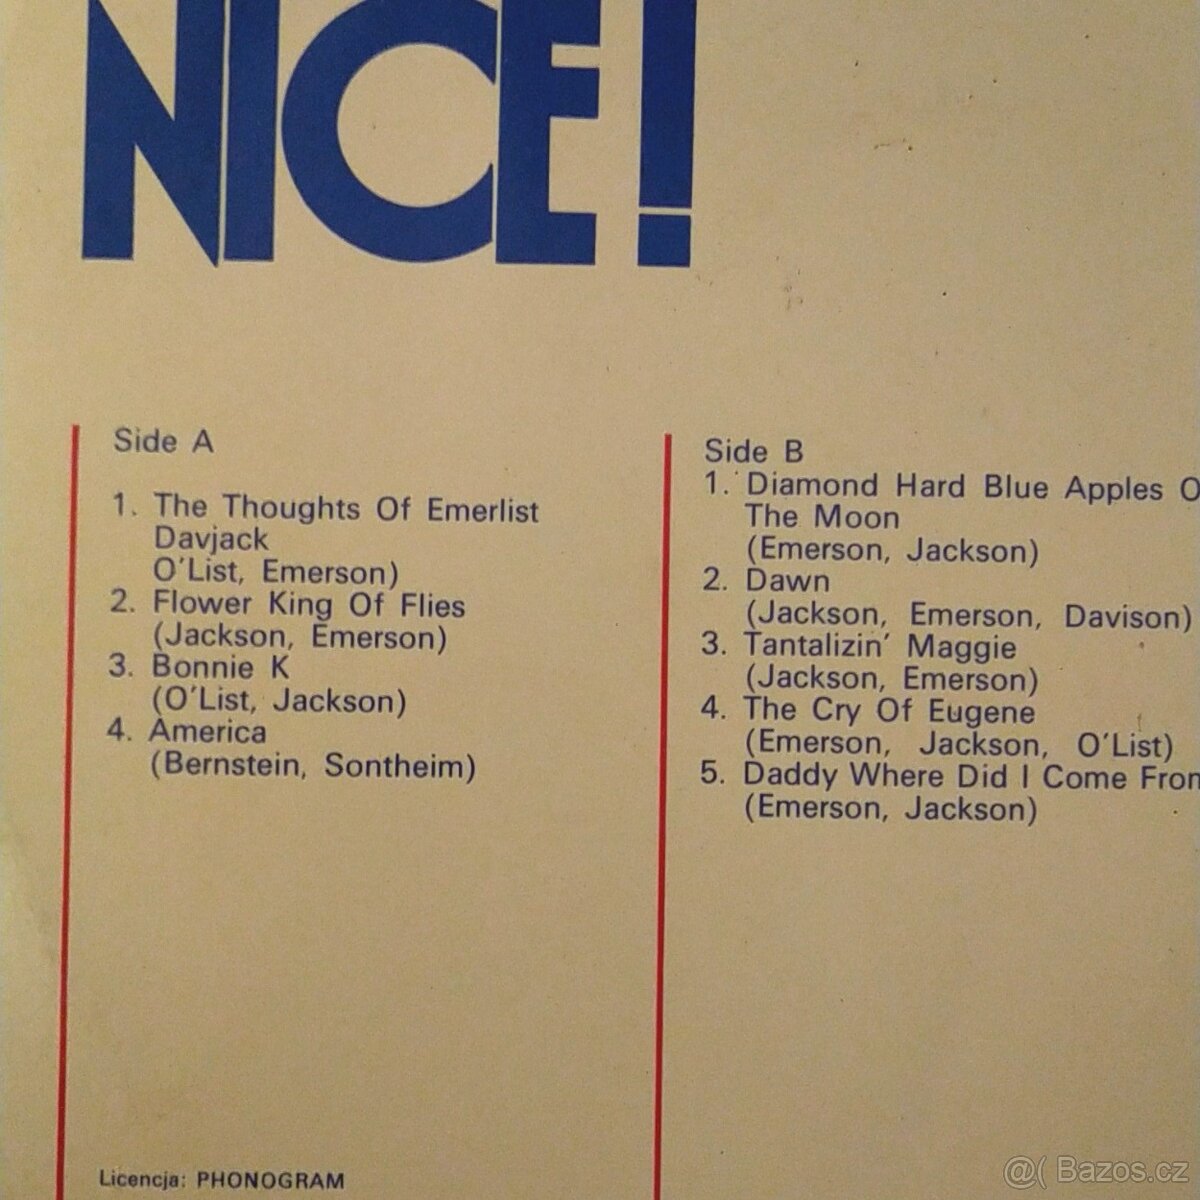 NICE!
Side A
1. The Thoughts Of Emerlist
Davjack
O'List, Emerson)
2. Flower King Of Flies
(Jackson, Emerson)
3. Bonnie K
(O'List, Jackson)
4. America
(Bernstein, Sontheim)
Side B
1. Diamond Hard Blue Apples O
The Moon
(Emerson, Jackson)
2. Dawn
(Jackson, Emerson, Davison)
3. Tantalizin' Maggie
(Jackson, Emerson)
4. The Cry Of Eugene
(Emerson, Jackson, O'List)
5. Daddy Where Did I Come From
(Emerson, Jackson)
Licencja: PHONOGRAM
@( Bazos.cz